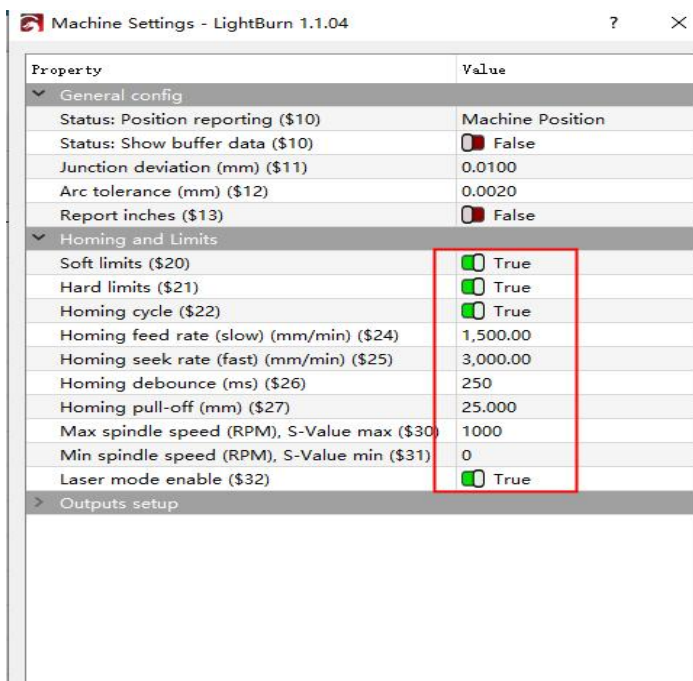 Machine Settings - LightBurn 1.1.04 ?
Property Value
General config
Status: Position reporting ($10) Machine Position
Status: Show buffer data ($10) False
Junction deviation (mm) ($11) 0.0100
Arc tolerance (mm) ($12) 0.0020
Report inches ($13) False
Homing and Limits
Soft limits ($20) True
Hard limits ($21) True
Homing cycle ($22) True
Homing feed rate (slow) (mm/min) ($24) 1,500.00
Homing seek rate (fast) (mm/min) ($25) 3,000.00
Homing debounce (ms) ($26) 250
Homing pull-off (mm) ($27) 25.000
Max spindle speed (RPM), S-Value max ($30) 1000
Min spindle speed (RPM), S-Value min ($31) 0
Laser mode enable ($32) True
Outputs setup